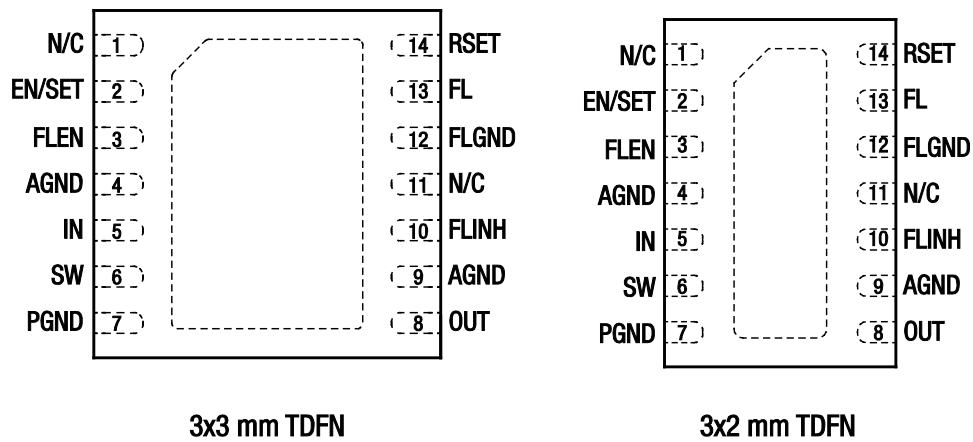 N/C 1 14 RSET
EN/SET 2 13 FL
FLEN 3 12 FLGND
AGND 4 11 N/C
IN 5 10 FLINH
SW 6 9 AGND
PGND 7 8 OUT
3x3 mm TDFN
N/C 1 14 RSET
EN/SET 2 13 FL
FLEN 3 12 FLGND
AGND 4 11 N/C
IN 5 10 FLINH
SW 6 9 AGND
PGND 7 8 OUT
3x2 mm TDFN